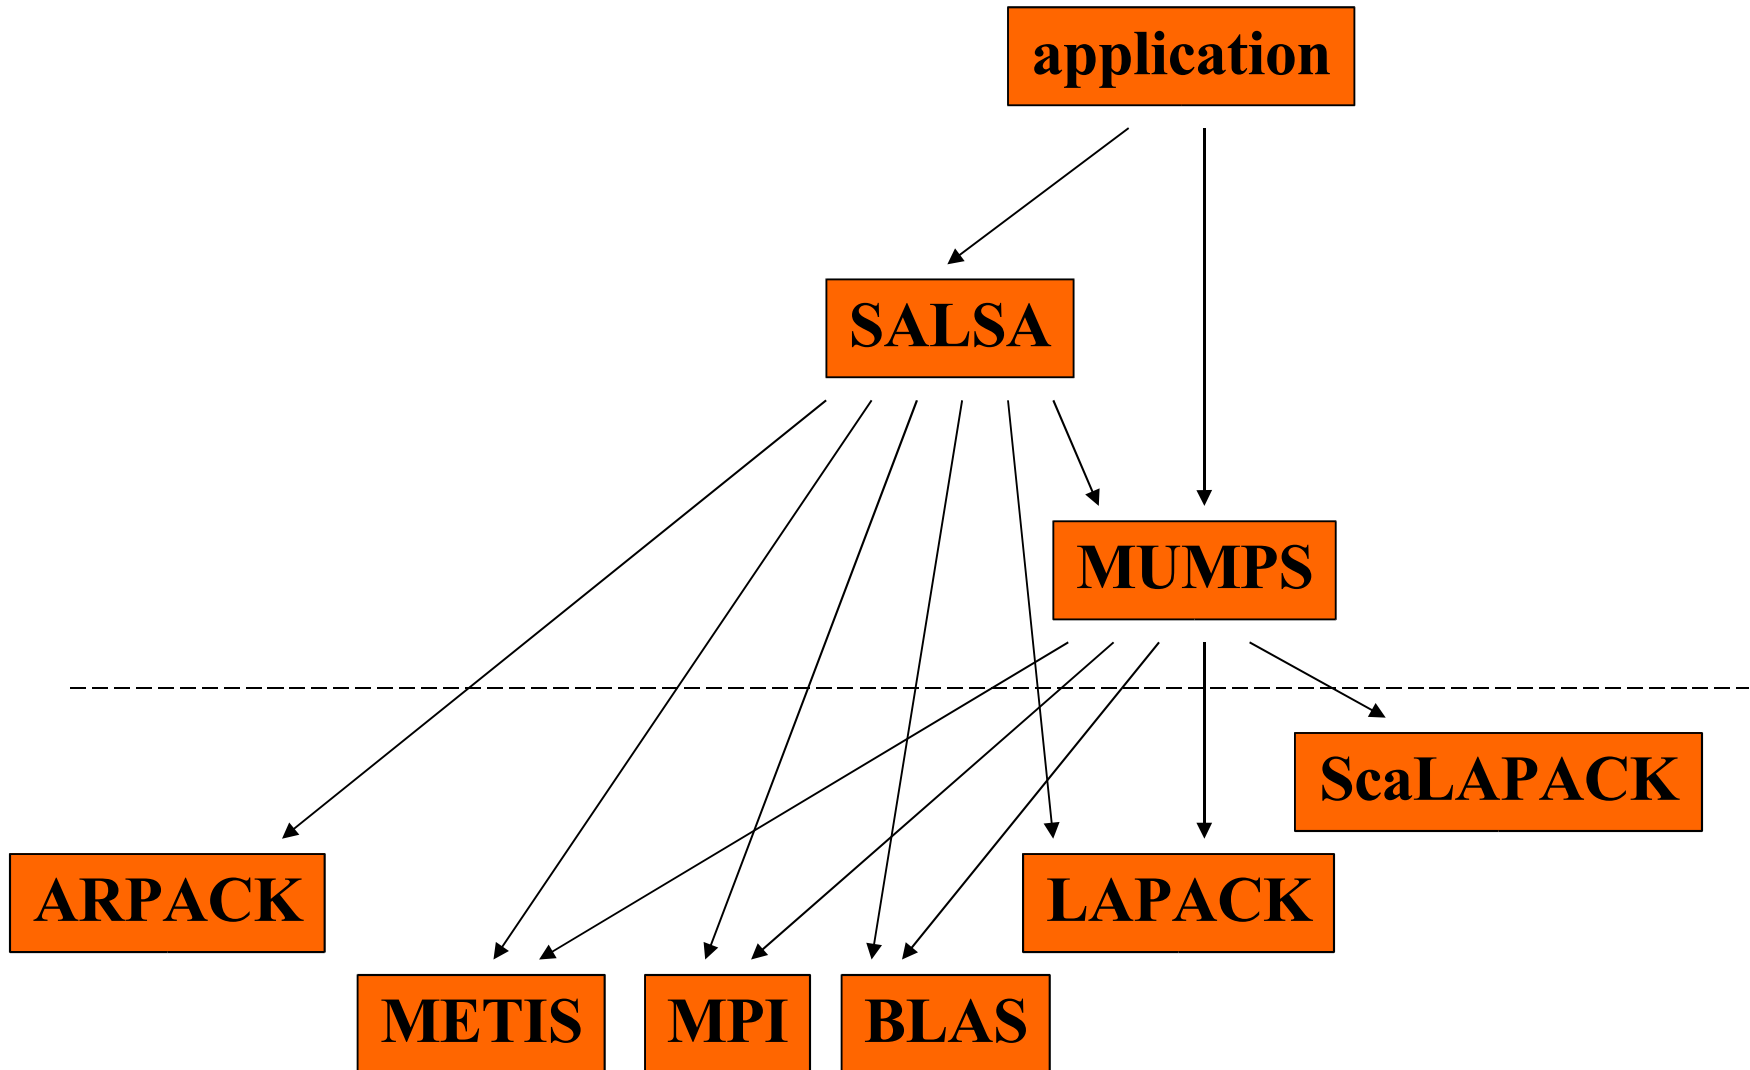 application
SALSA
MUMPS
ScaLAPACK
ARPACK
LAPACK
METIS
MPI
BLAS